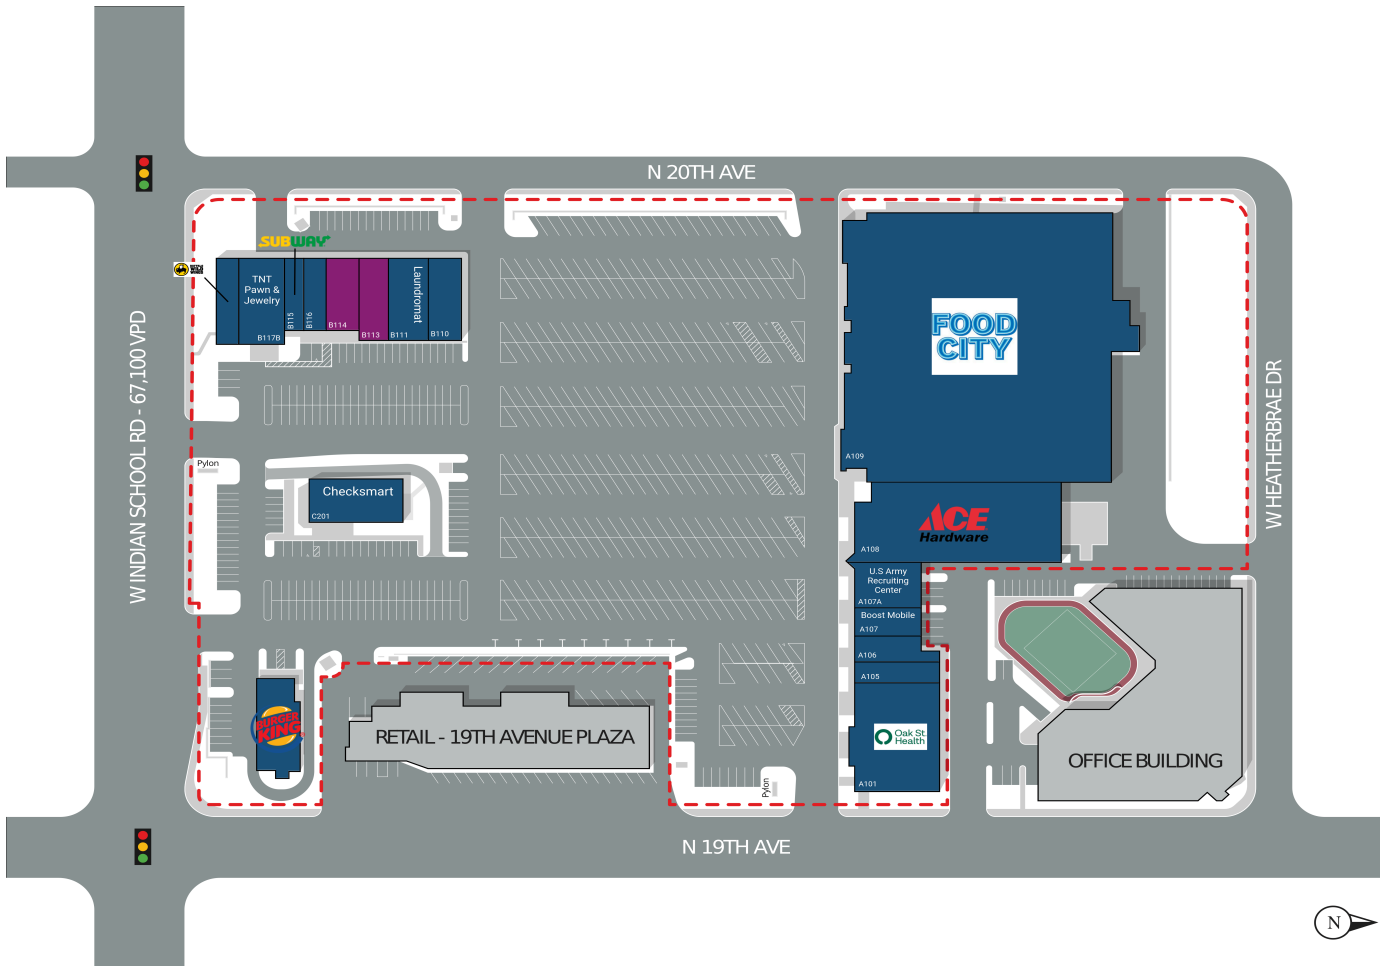 N 20TH AVE
SUBWAY
TNT
Pawn &
Jewelry
B117B
B115
B116
B114
B113
Laundromat
B111
B110
W INDIAN SCHOOL RD - 67,100 VPD
Pylon
Checksmart
C201
FOOD
CITY
A109
ACE
Hardware
A108
W HEATHERBRAE DR
U.S Army
Recruiting
Center
A107A
Boost Mobile
A107
A106
A105
Oak St.
Health
A101
BURGER
KING
RETAIL - 19TH AVENUE PLAZA
Pylon
OFFICE BUILDING
N 19TH AVE
N